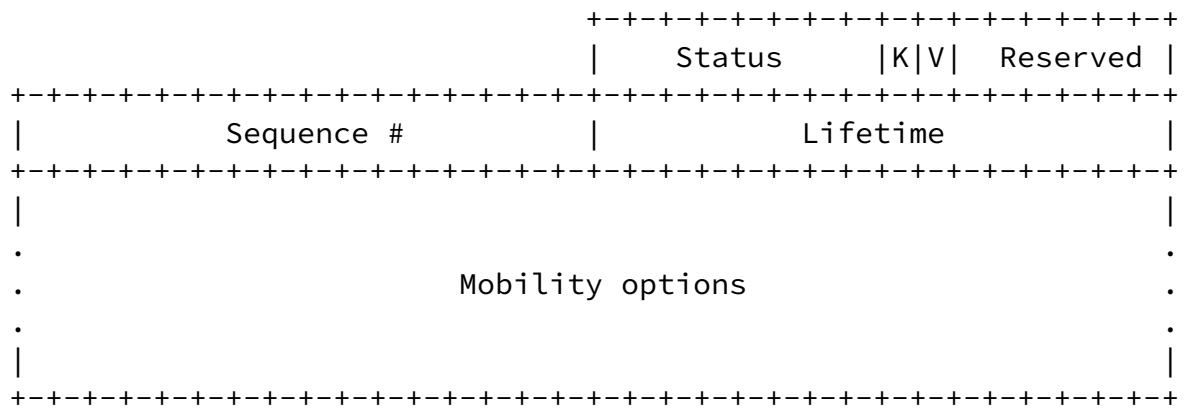 +-+-+-+-+-+-+-+-+-+-+-+-+-+-+-+-+
| Status |K|V| Reserved |
+-+-+-+-+-+-+-+-+-+-+-+-+-+-+-+-+-+-+-+-+-+-+-+-+-+-+-+-+-+-+-+-+
| Sequence # | Lifetime |
+-+-+-+-+-+-+-+-+-+-+-+-+-+-+-+-+-+-+-+-+-+-+-+-+-+-+-+-+-+-+-+-+
| |
. .
. Mobility options .
. .
| |
+-+-+-+-+-+-+-+-+-+-+-+-+-+-+-+-+-+-+-+-+-+-+-+-+-+-+-+-+-+-+-+-+